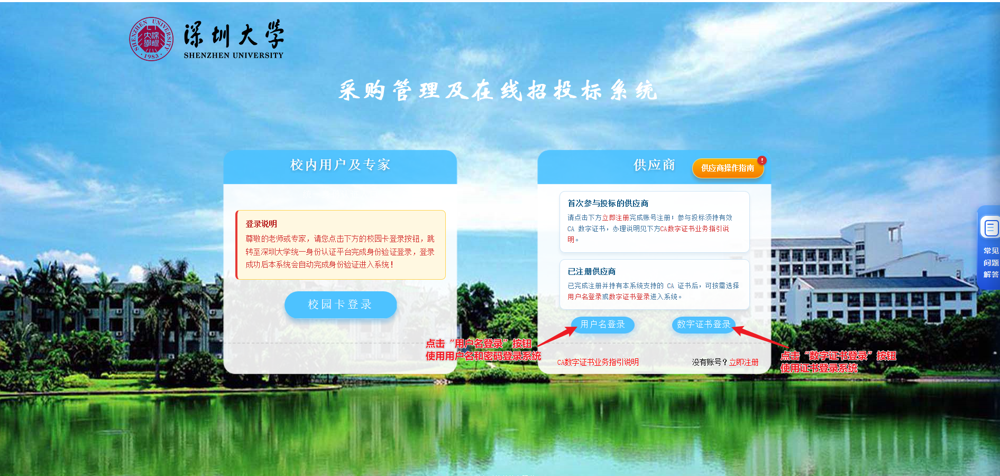 深圳大学
SHENZHEN UNIVERSITY
SHENZHEN UNIVERSITY
·1983·
采购管理及在线招投标系统
校内用户及专家
登录说明
尊敬的老师或专家，请您点击下方的校园卡登录按钮，跳
转至深圳大学统一身份认证平台完成身份验证登录，登录
成功后本系统会自动完成身份验证进入系统！
校园卡登录
供应商
供应商操作指南
!
首次参与投标的供应商
请点击下方立即注册完成账号注册；参与投标须持有效
CA 数字证书，办理说明见下方CA数字证书业务指引说
明。
已注册供应商
已完成注册并持有本系统支持的 CA 证书后，可按需选择
用户名登录或数字证书登录进入系统。
用户名登录
数字证书登录
点击“用户名登录”按钮
使用用户名和密码登录系统
点击“数字证书登录”按钮
使用证书登录系统
CA数字证书业务指引说明
没有账号？立即注册
常见
问题
解答